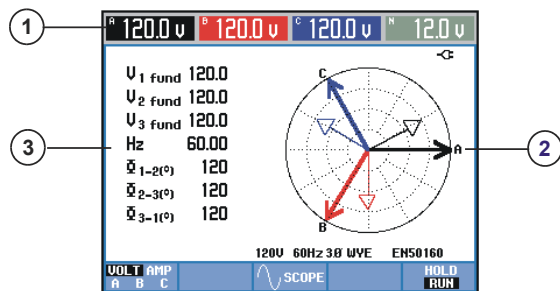 1
A 120.0 V B 120.0 V C 120.0 V N 12.0 V
V1 fund 120.0
V2 fund 120.0
V3 fund 120.0
Hz 60.00
Φ1-2(°) 120
Φ2-3(°) 120
Φ3-1(°) 120
3
C
A
B
2
120V 60Hz 3Ø WYE EN50160
VOLT AMP
A B C
SCOPE
HOLD
RUN